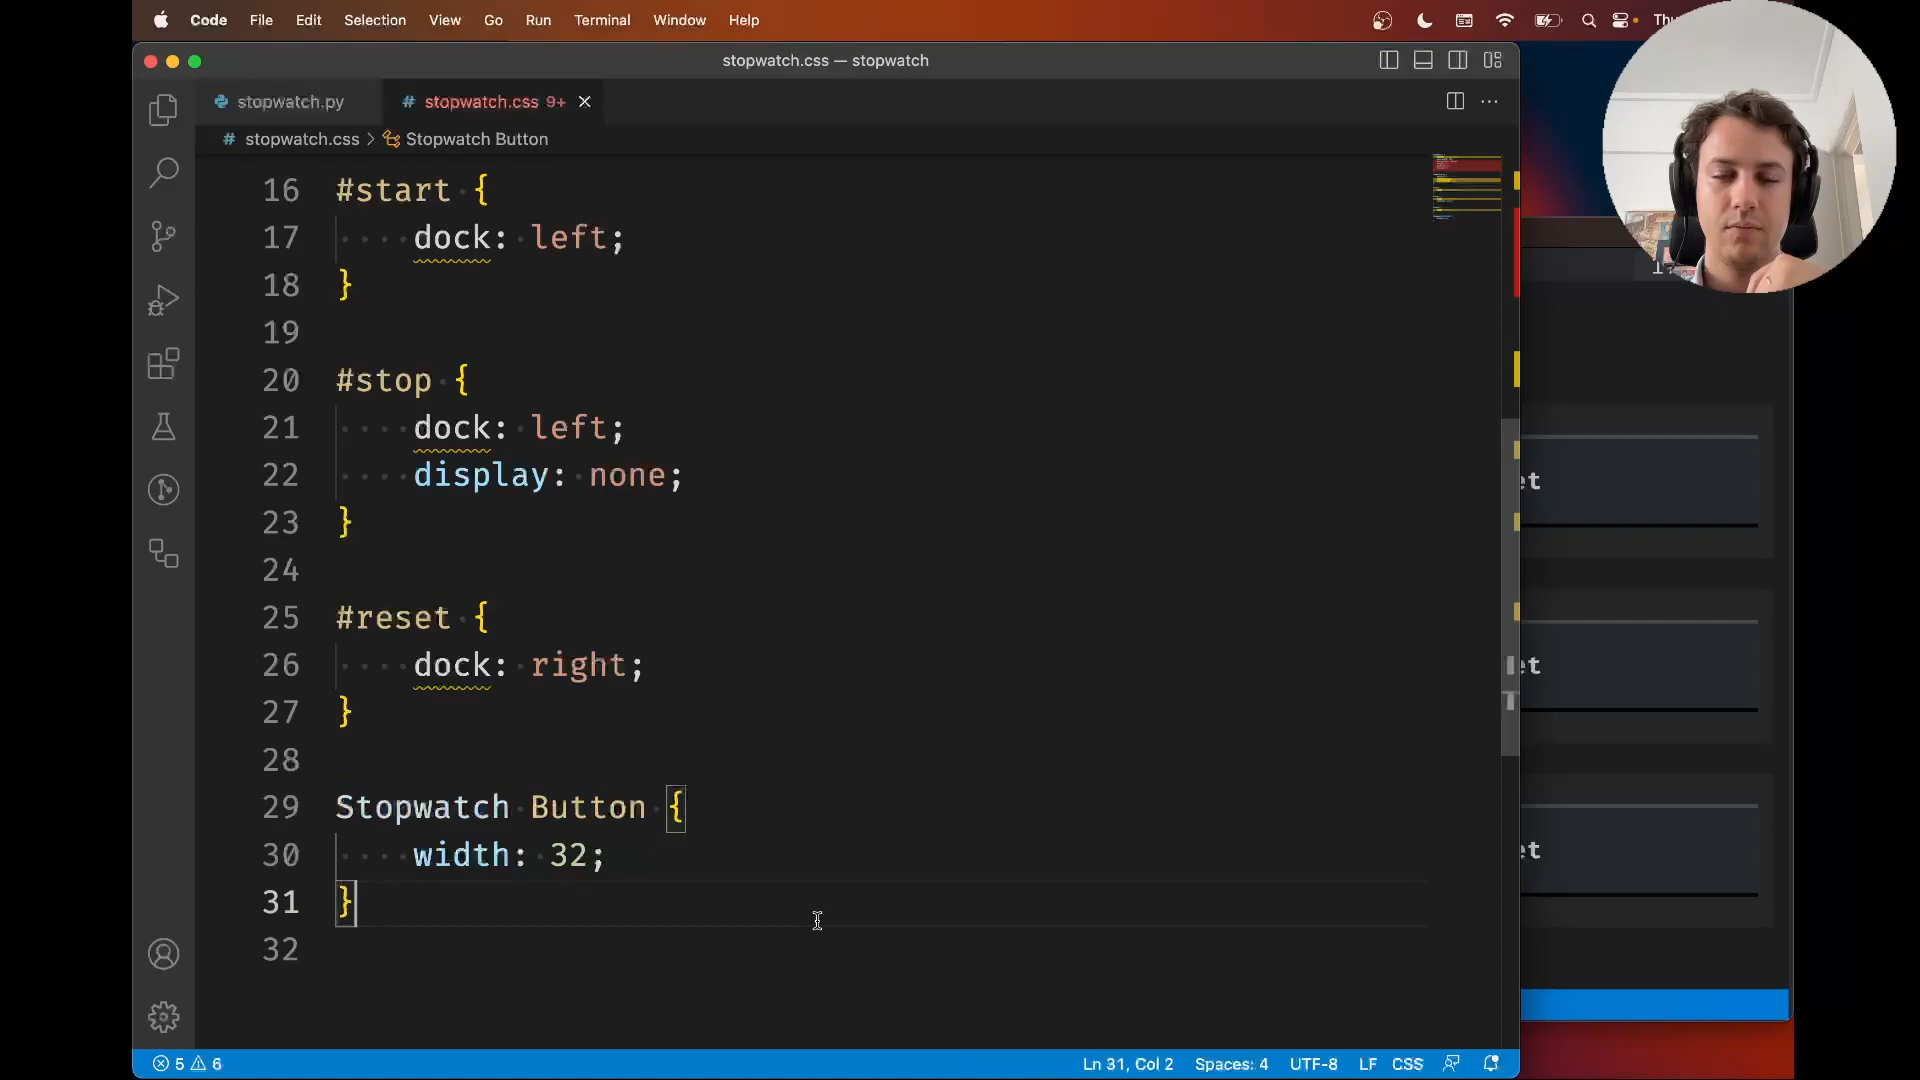 Code File Edit Selection View Go Run Terminal Window Help
stopwatch.css — stopwatch
stopwatch.py # stopwatch.css 9+
# stopwatch.css > Stopwatch Button
16 #start {
17 dock: left;
18 }
19
20 #stop {
21 dock: left;
22 display: none;
23 }
24
25 #reset {
26 dock: right;
27 }
28
29 Stopwatch Button {
30 width: 32;
31 }
32
et
et
et
5 6 Ln 31, Col 2 Spaces: 4 UTF-8 LF CSS